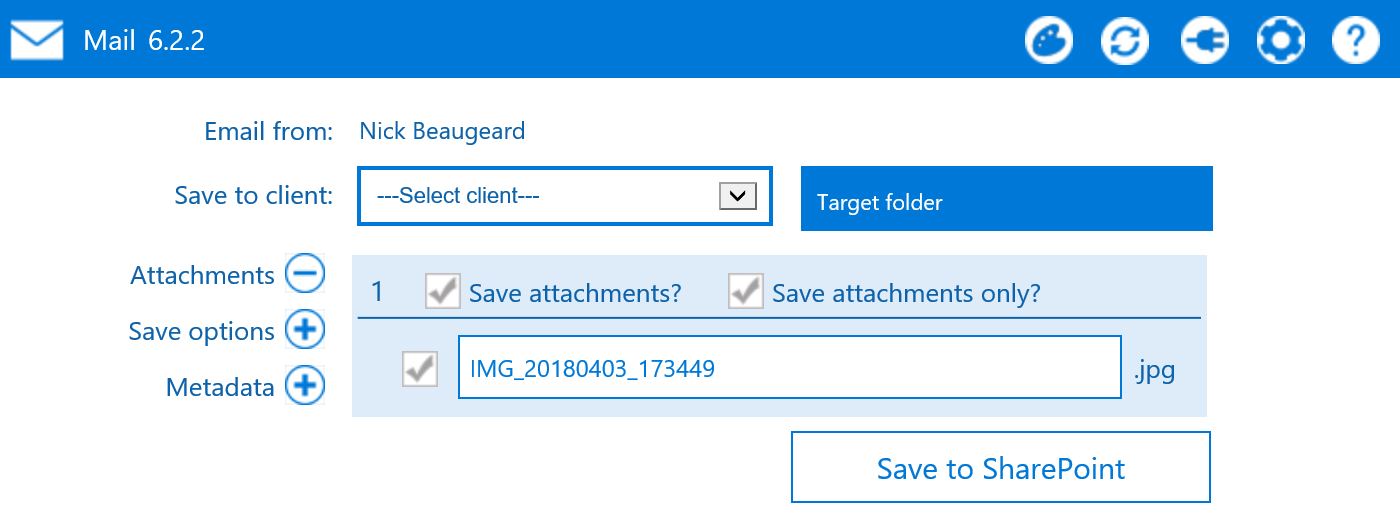 Mail 6.2.2
Email from: Nick Beaugeard
Save to client: ---Select client--- Target folder
Attachments 1 Save attachments? Save attachments only?
Save options
IMG_20180403_173449 .jpg
Metadata
Save to SharePoint